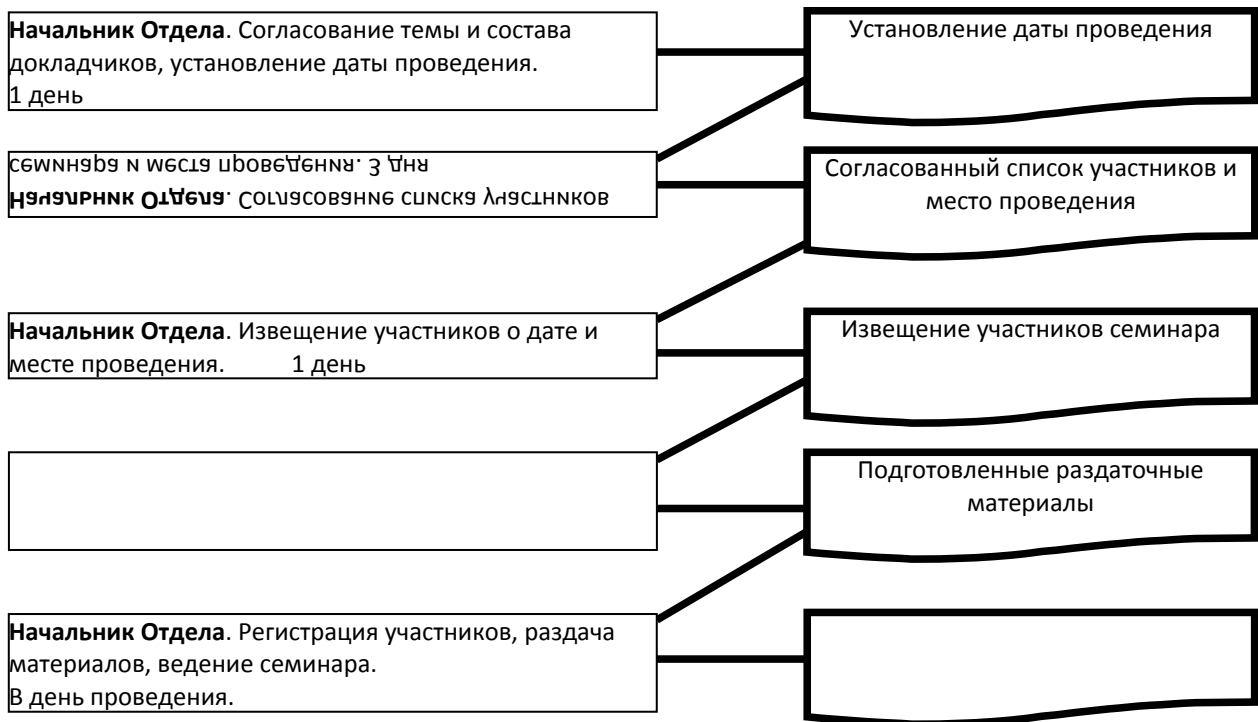 Начальник Отдела. Согласование темы и состава
докладчиков, установление даты проведения.
1 день
Установление даты проведения
Начальник Отдела. Согласование списка участников
семинара и места проведения. 3 дня
Согласованный список участников и
место проведения
Начальник Отдела. Извещение участников о дате и
месте проведения. 1 день
Извещение участников семинара
Подготовленные раздаточные
материалы
Начальник Отдела. Регистрация участников, раздача
материалов, ведение семинара.
В день проведения.